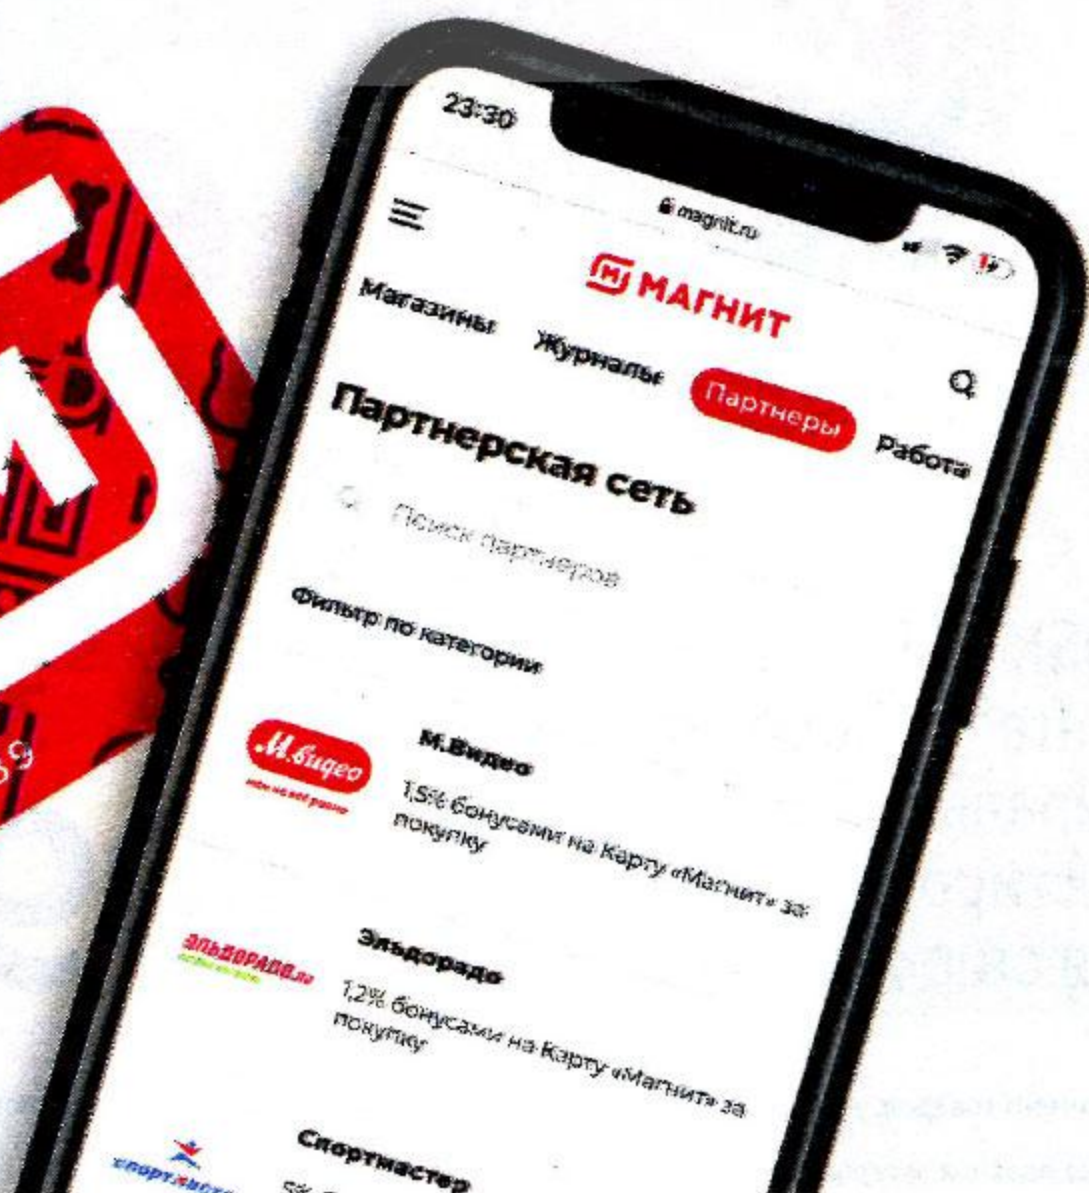 23:30
magnit.ru
МАГНИТ
Магазины Журналы Партнеры Работа
Партнерская сеть
Поиск партнеров
Фильтр по категории
М.видео
М.Видео
1,5% бонусами на Карту «Магнит» за
покупку
ЭЛЬДОРАДО.ru
Эльдорадо
1,2% бонусами на Карту «Магнит» за
покупку
Спортмастер